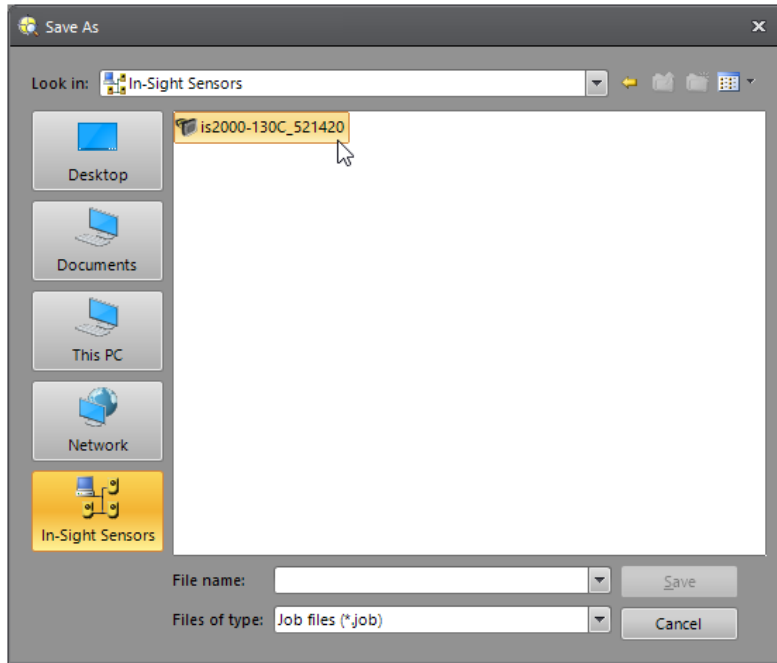 Save As
Look in: In-Sight Sensors
is2000-130C_521420
Desktop
Documents
This PC
Network
In-Sight Sensors
File name:
Save
Files of type: Job files (*.job)
Cancel